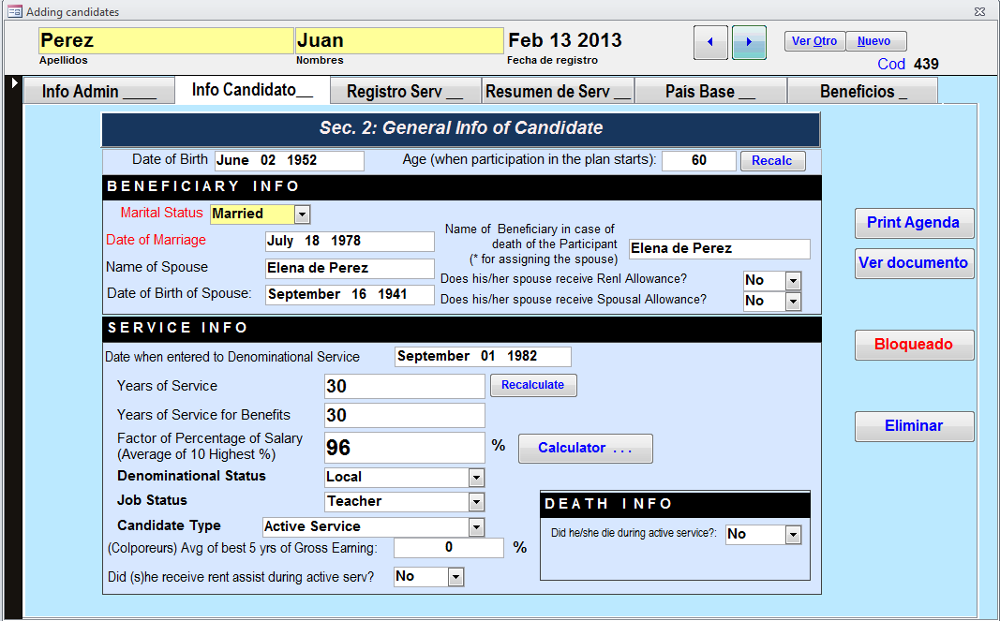 Adding candidates
Perez Juan Feb 13 2013
Apellidos Nombres Fecha de registro
Ver Otro Nuevo
Cod 439
Info Admin ____ Info Candidato__ Registro Serv __ Resumen de Serv __ País Base __ Beneficios _
Sec. 2: General Info of Candidate
Date of Birth June 02 1952 Age (when participation in the plan starts): 60 Recalc
BENEFICIARY INFO
Marital Status Married
Date of Marriage July 18 1978
Name of Spouse Elena de Perez
Date of Birth of Spouse: September 16 1941
Name of Beneficiary in case of
death of the Participant
(* for assigning the spouse) Elena de Perez
Does his/her spouse receive Renl Allowance? No
Does his/her spouse receive Spousal Allowance? No
SERVICE INFO
Date when entered to Denominational Service September 01 1982
Years of Service 30 Recalculate
Years of Service for Benefits 30
Factor of Percentage of Salary
(Average of 10 Highest %) 96 % Calculator ...
Denominational Status Local
Job Status Teacher
Candidate Type Active Service
(Colporeurs) Avg of best 5 yrs of Gross Earning: 0 %
Did (s)he receive rent assist during active serv? No
DEATH INFO
Did he/she die during active service?: No
Print Agenda
Ver documento
Bloqueado
Eliminar